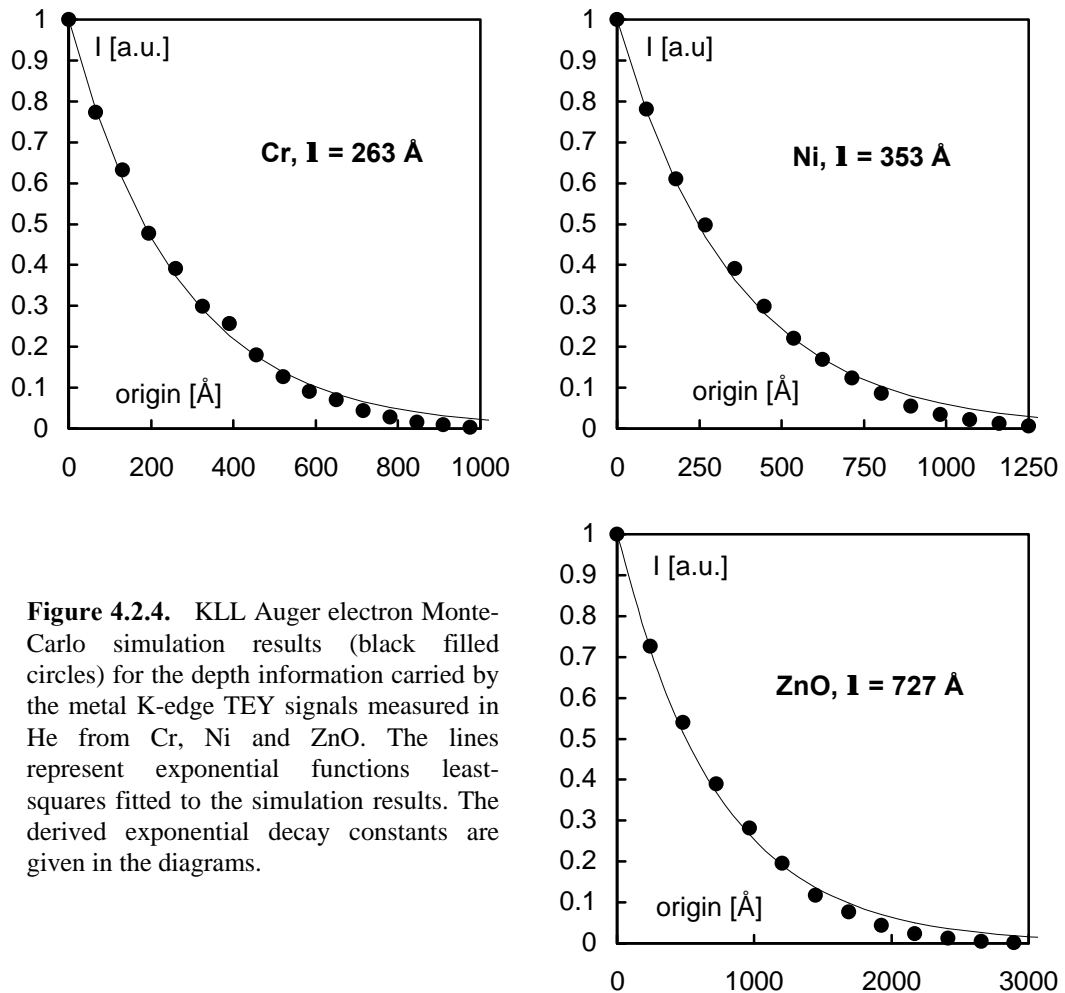 1
0.9
0.8
0.7
0.6
0.5
0.4
0.3
0.2
0.1
0
I [a.u.]
Cr, l = 263 Å
origin [Å]
0 200 400 600 800 1000
1
0.9
0.8
0.7
0.6
0.5
0.4
0.3
0.2
0.1
0
I [a.u]
Ni, l = 353 Å
origin [Å]
0 250 500 750 1000 1250
Figure 4.2.4. KLL Auger electron Monte-
Carlo simulation results (black filled
circles) for the depth information carried by
the metal K-edge TEY signals measured in
He from Cr, Ni and ZnO. The lines
represent exponential functions least-
squares fitted to the simulation results. The
derived exponential decay constants are
given in the diagrams.
1
0.9
0.8
0.7
0.6
0.5
0.4
0.3
0.2
0.1
0
I [a.u.]
ZnO, l = 727 Å
origin [Å]
0 1000 2000 3000